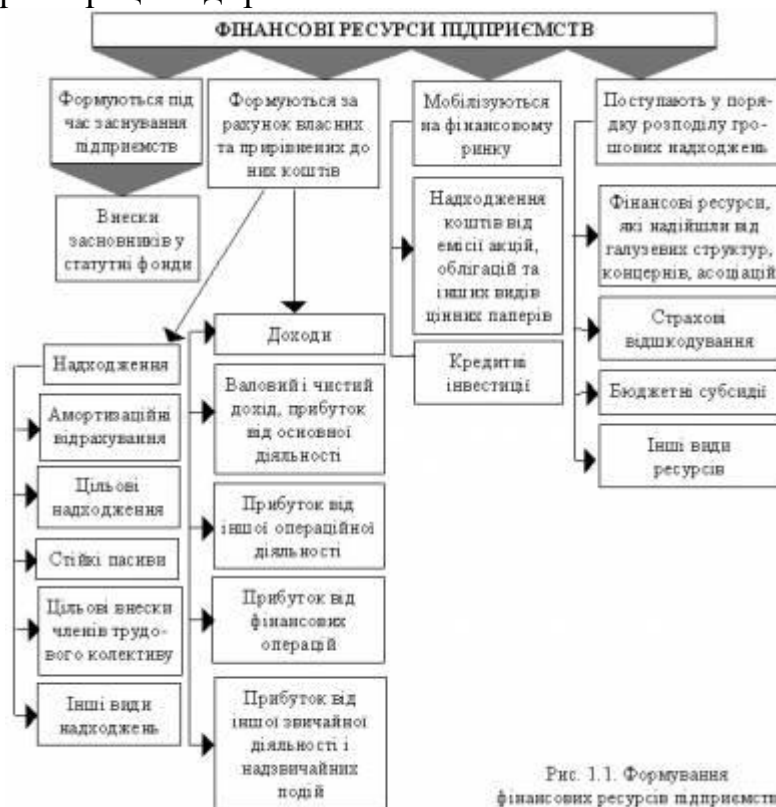 ФІНАНСОВІ РЕСУРСИ ПІДПРИЄМСТВ
Формуються під
час заснування
підприємств
Внески
засновників у
статутні фонди
Формуються за
рахунок власних
та прирівнених до
них коштів
Надходження
Амортизаційні
відрахування
Цільові
надходження
Стійкі пасиви
Цільові внески
членів трудо-
вого колективу
Інші види
надходжень
Доходи
Валовий і чистий
дохід, прибуток
від основної
діяльності
Прибуток від
іншої операційної
діяльності
Прибуток від
фінансових
операцій
Прибуток від
іншої звичайної
діяльності і
надзвичайних
подій
Мобілізуються
на фінансовому
ринку
Надходження
коштів від
емісії акцій,
облігацій та
інших видів
цінних паперів
Кредитні
інвестиції
Поступають у поря-
дку розподілу гро-
шових надходжень
Фінансові ресурси,
які надійшли від
галузевих структур,
концернів, асоціацій
Страхові
відшкодування
Бюджетні субсидії
Інші види
ресурсів
Рис. 1.1. Формування
фінансових ресурсів підприємств